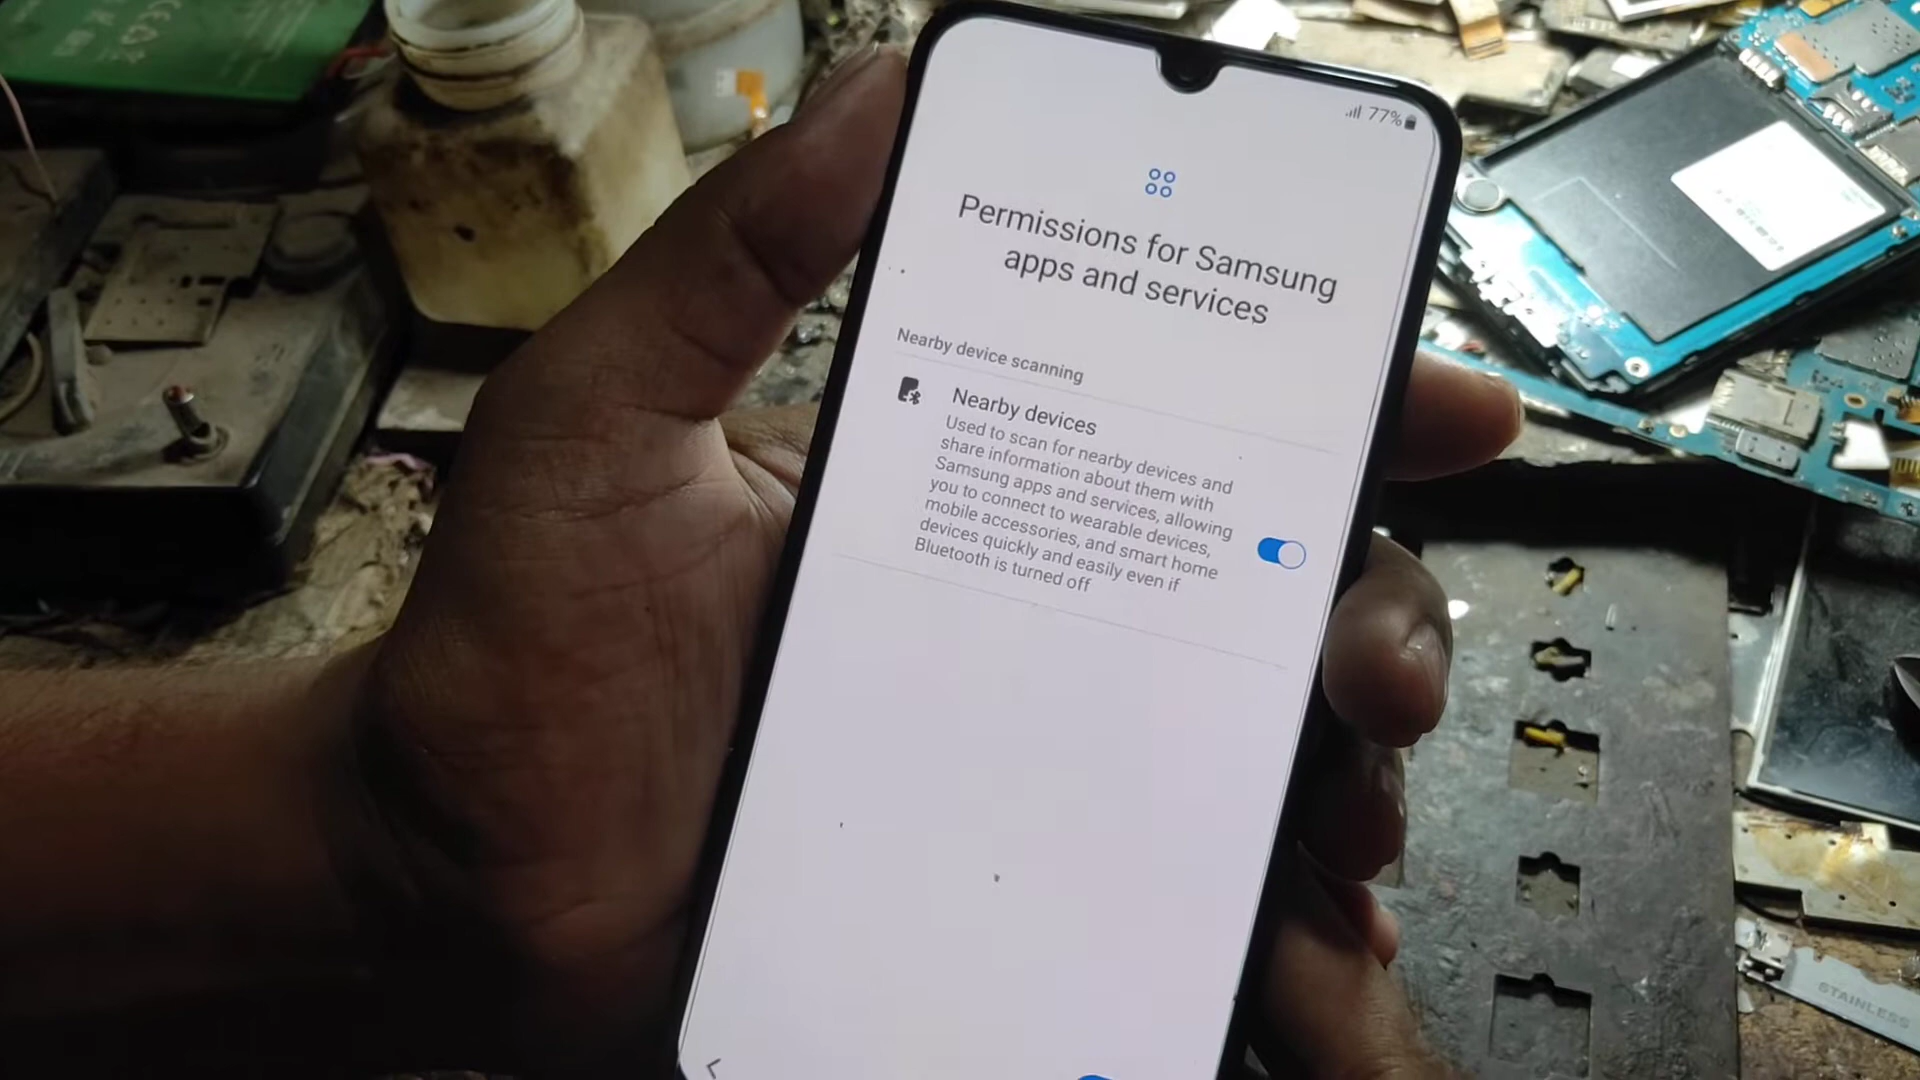 77%
Permissions for Samsung
apps and services
Nearby device scanning
Nearby devices
Used to scan for nearby devices and
share information about them with
Samsung apps and services, allowing
you to connect to wearable devices,
mobile accessories, and smart home
devices quickly and easily even if
Bluetooth is turned off
STAINLESS